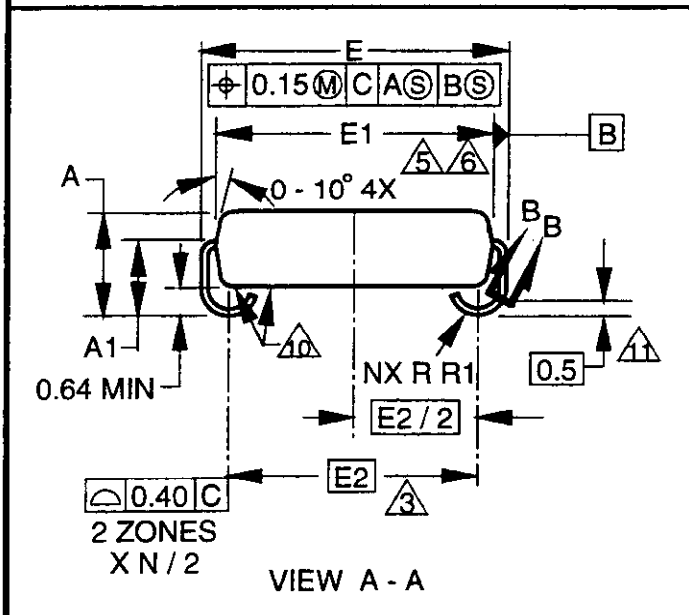 E
⌖ 0.15 Ⓜ C A Ⓢ B Ⓢ
E1
B
5 6
A
0 - 10° 4X
B
B
A1
10
11
0.64 MIN
NX R R1
0.5
E2 / 2
E2
3
⌓ 0.40 C
2 ZONES
X N / 2
VIEW A - A